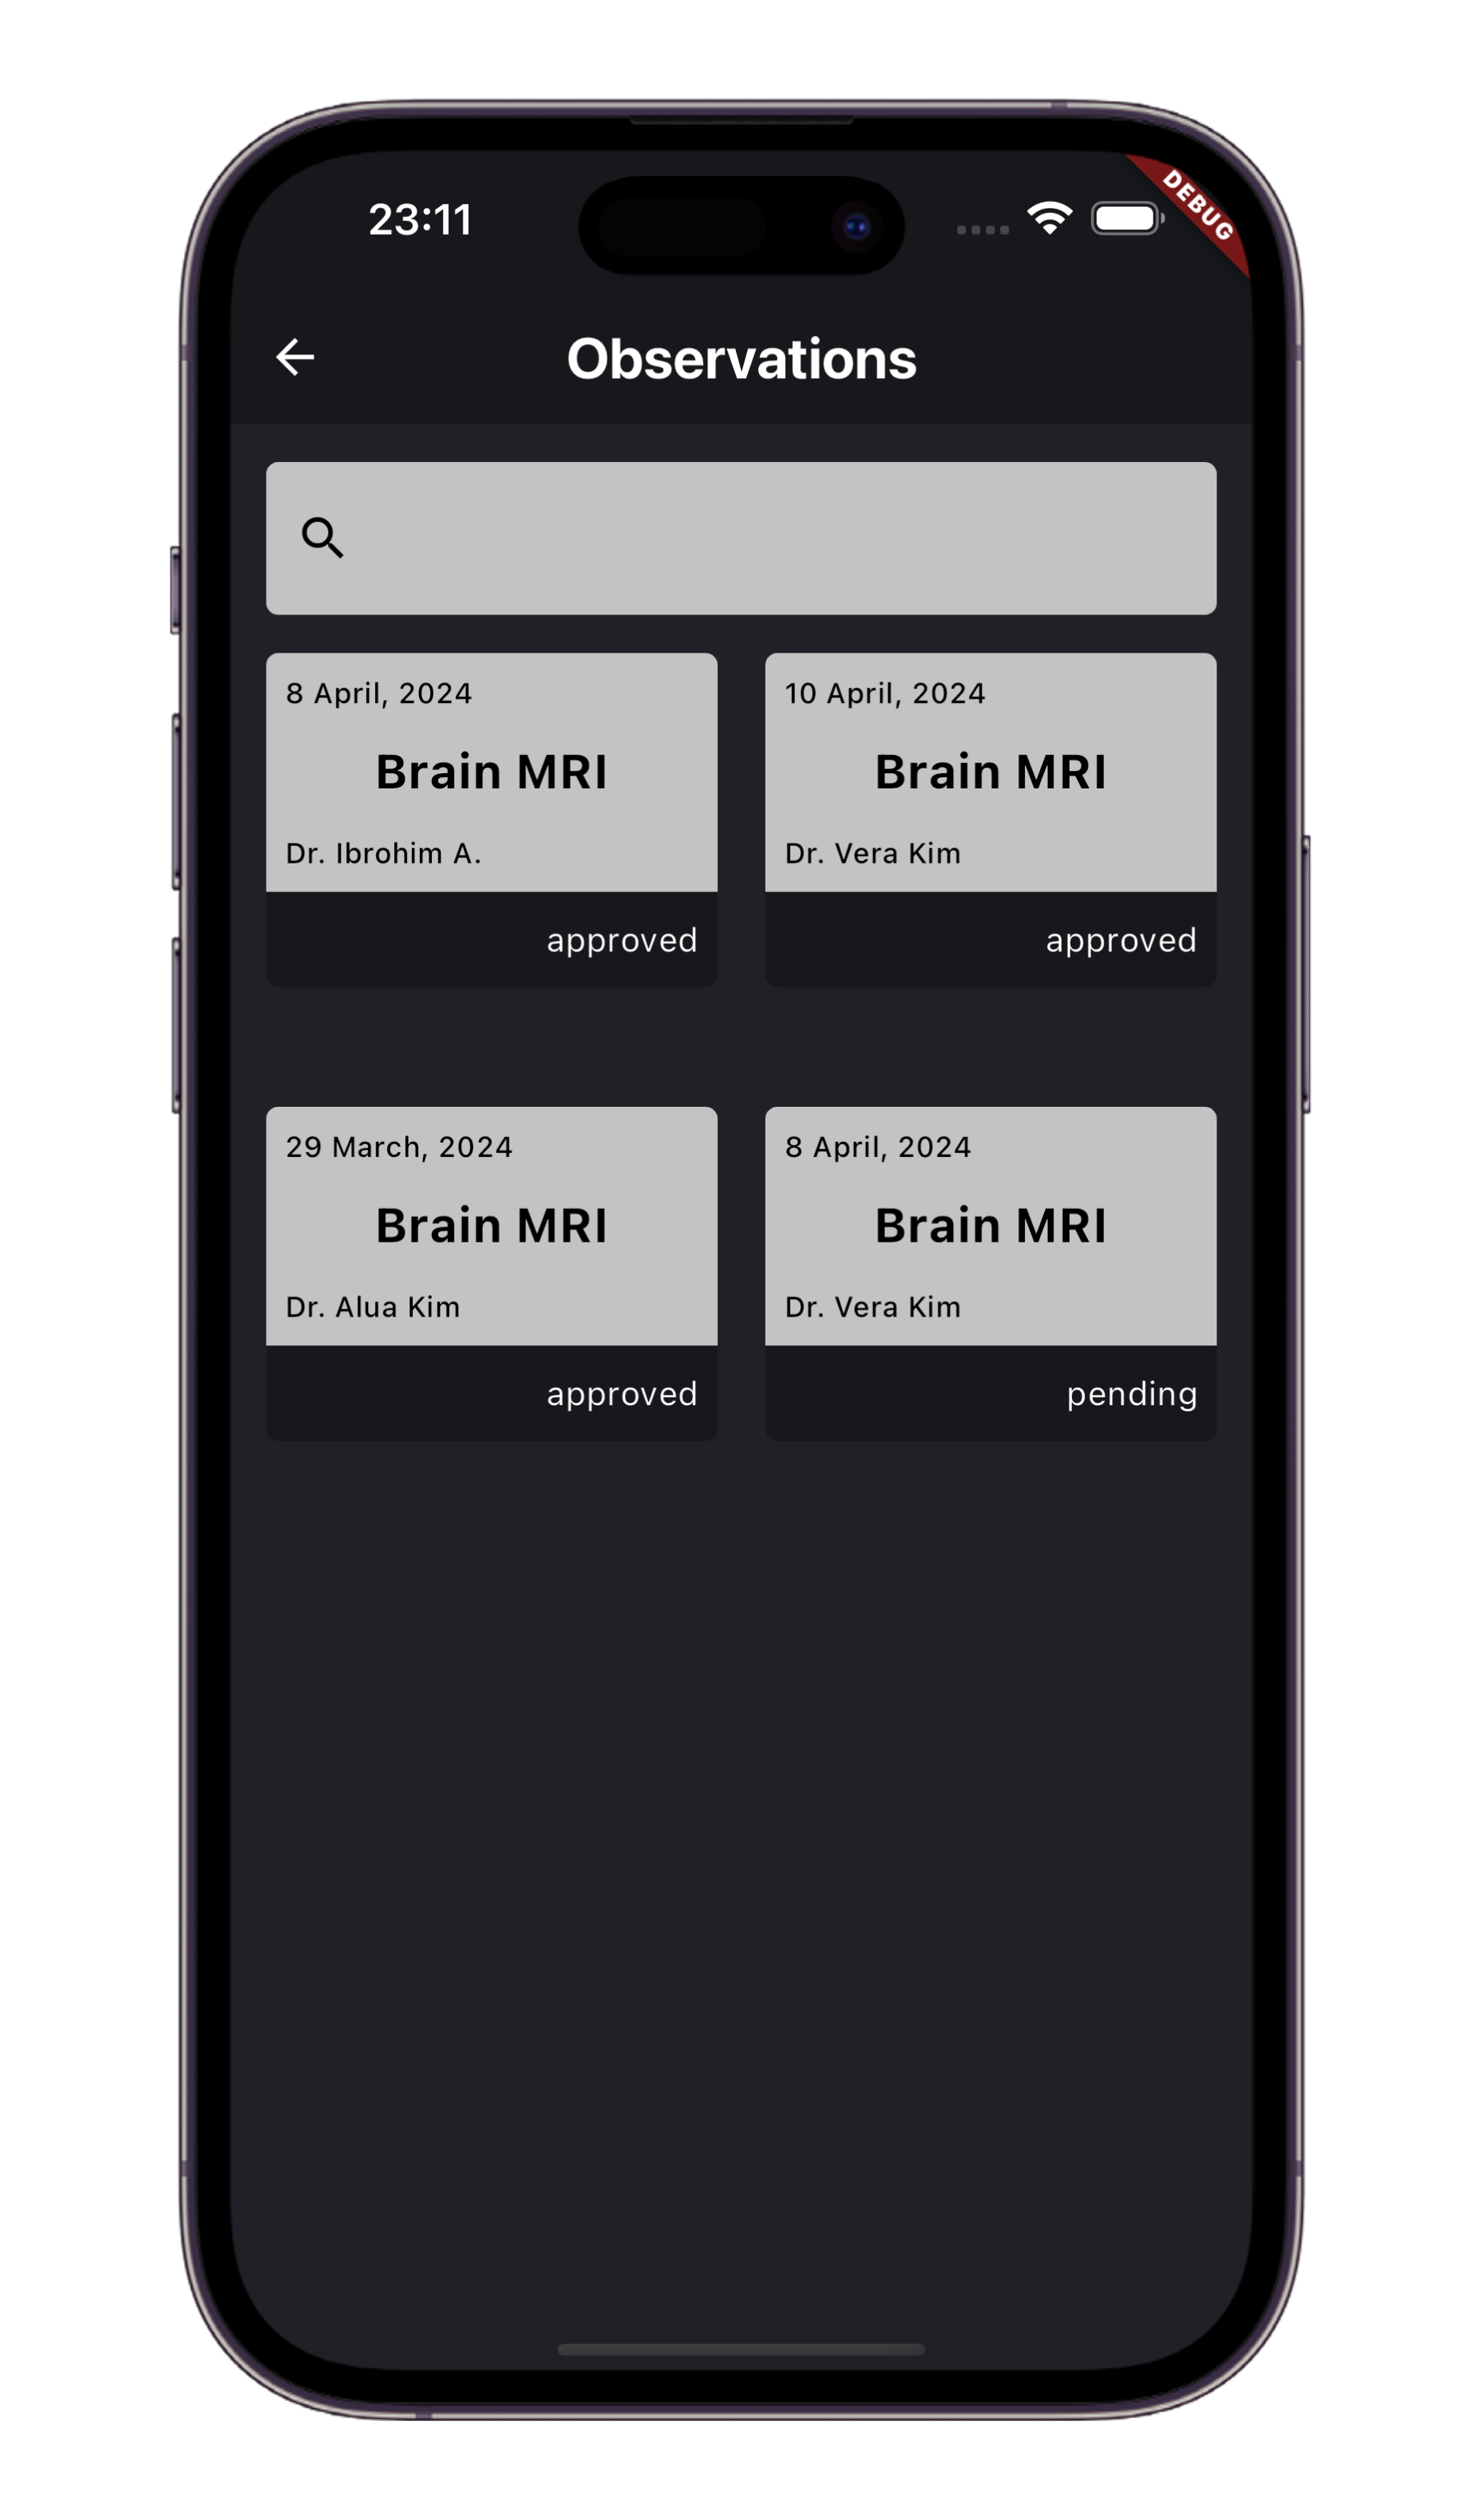 23:11
DEBUG
Observations
8 April, 2024
Brain MRI
Dr. Ibrohim A.
approved
10 April, 2024
Brain MRI
Dr. Vera Kim
approved
29 March, 2024
Brain MRI
Dr. Alua Kim
approved
8 April, 2024
Brain MRI
Dr. Vera Kim
pending